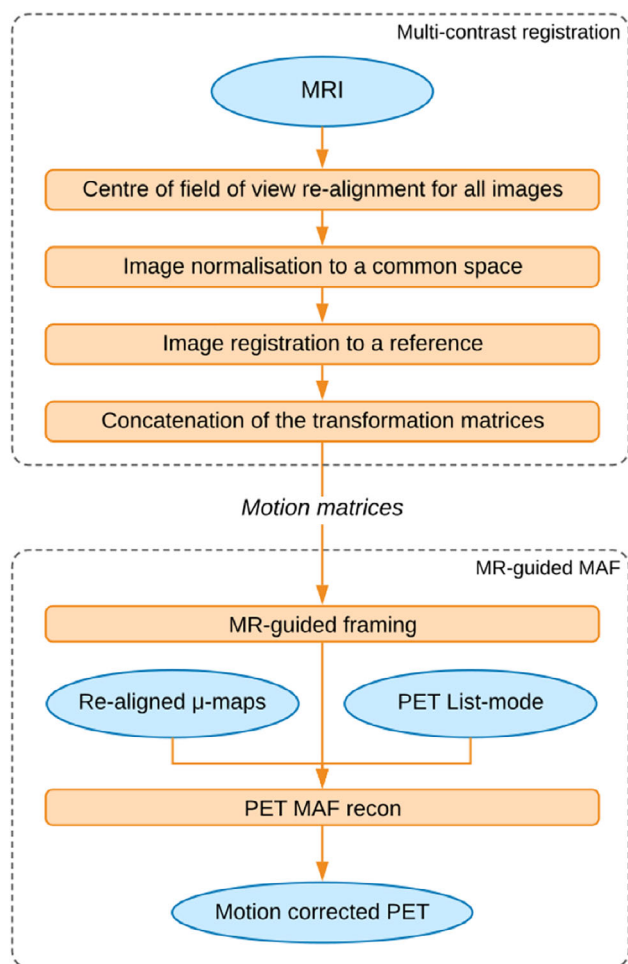 Multi-contrast registration
MRI
Centre of field of view re-alignment for all images
Image normalisation to a common space
Image registration to a reference
Concatenation of the transformation matrices
Motion matrices
MR-guided MAF
MR-guided framing
Re-aligned μ-maps
PET List-mode
PET MAF recon
Motion corrected PET